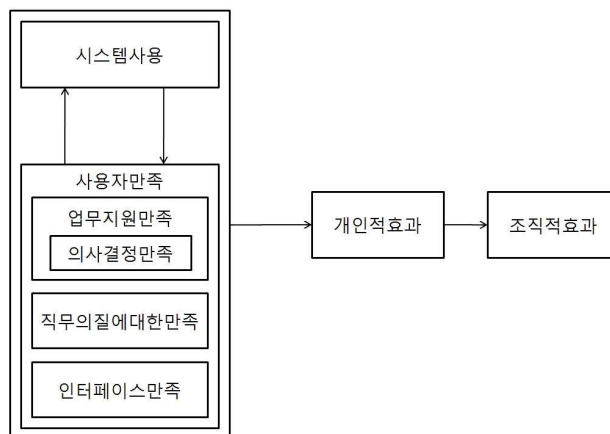 시스템사용
사용자만족
업무지원만족
의사결정만족
직무의질에대한만족
인터페이스만족
개인적효과
조직적효과